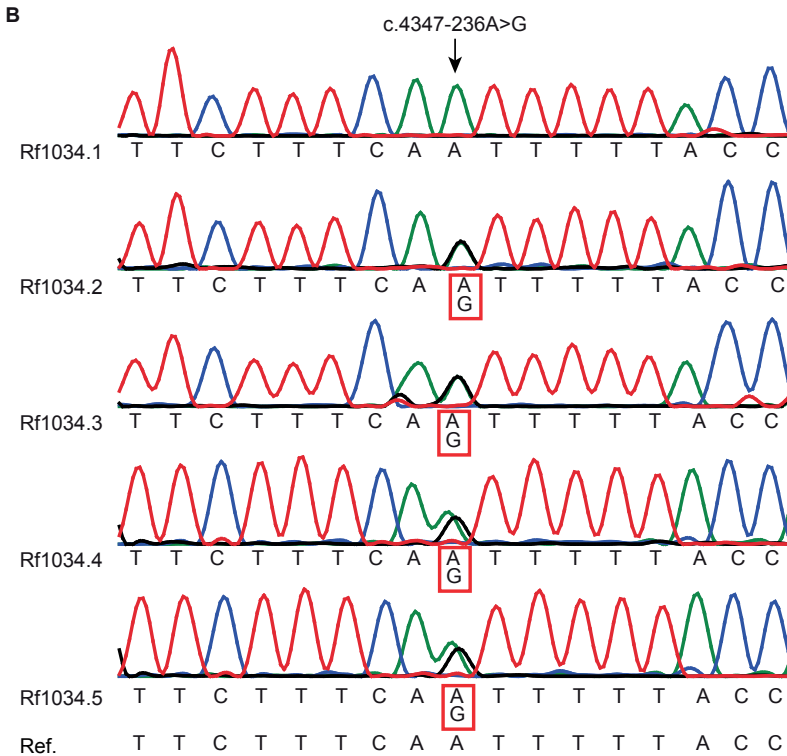 B
c.4347-236A>G
Rf1034.1 T T C T T T C A A T T T T T A C C
Rf1034.2 T T C T T T C A A T T T T T A C C
G
Rf1034.3 T T C T T T C A A T T T T T A C C
G
Rf1034.4 T T C T T T C A A T T T T T A C C
G
Rf1034.5 T T C T T T C A A T T T T T A C C
G
Ref. T T C T T T C A A T T T T T A C C